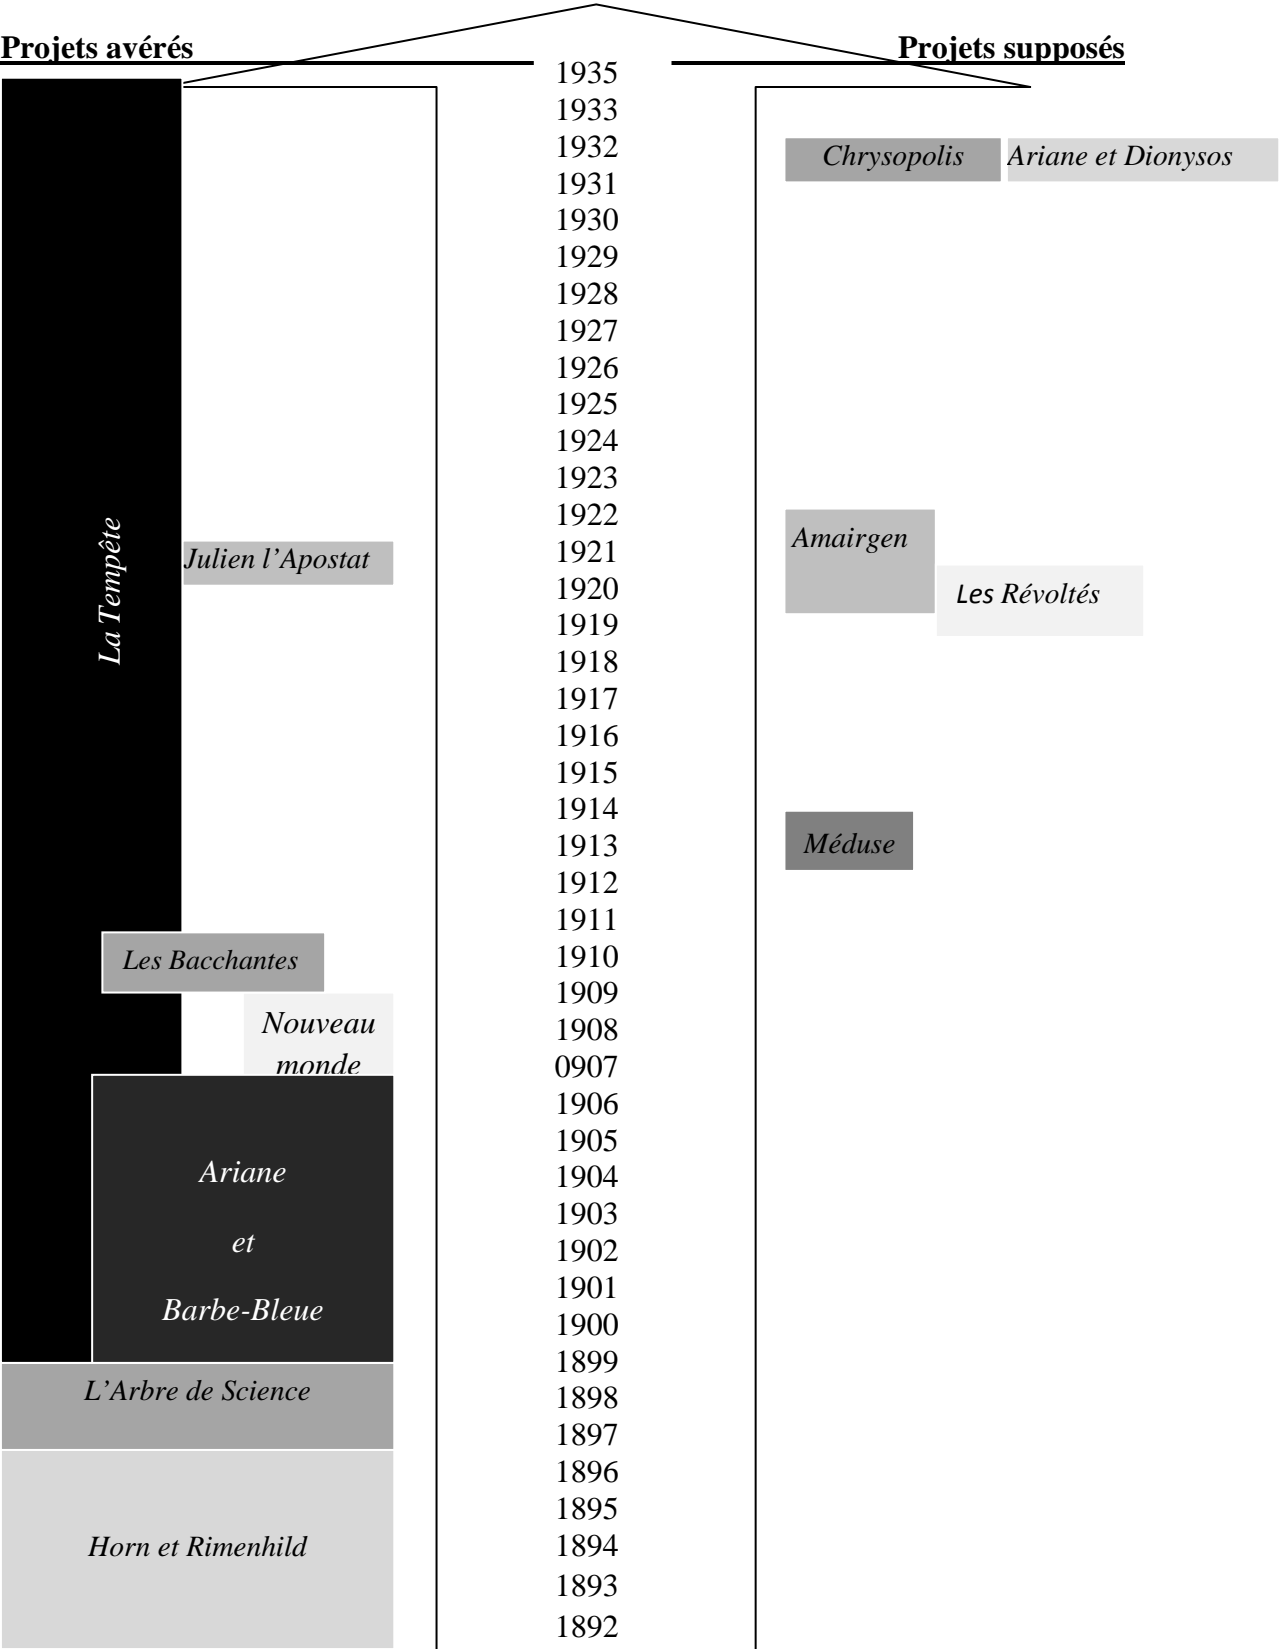 Projets avérés
Projets supposés
1935
1933
1932
Chrysopolis
Ariane et Dionysos
1931
1930
1929
1928
1927
1926
1925
1924
1923
1922
Amairgen
1921
Julien l’Apostat
La Tempête
1920
Les Révoltés
1919
1918
1917
1916
1915
1914
1913
Méduse
1912
1911
1910
Les Bacchantes
1909
1908
Nouveau
monde
0907
1906
1905
1904
Ariane
et
Barbe-Bleue
1903
1902
1901
1900
1899
L’Arbre de Science
1898
1897
1896
1895
1894
Horn et Rimenhild
1893
1892